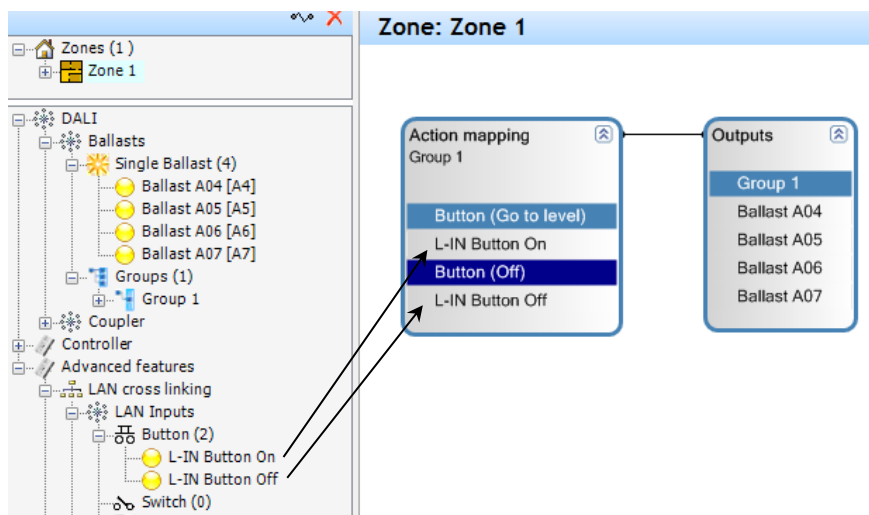 Zone: Zone 1
Zones (1 )
Zone 1
DALI
Ballasts
Single Ballast (4)
Ballast A04 [A4]
Ballast A05 [A5]
Ballast A06 [A6]
Ballast A07 [A7]
Groups (1)
Group 1
Coupler
Controller
Advanced features
LAN cross linking
LAN Inputs
Button (2)
L-IN Button On
L-IN Button Off
Switch (0)
Action mapping
Group 1
Button (Go to level)
L-IN Button On
Button (Off)
L-IN Button Off
Outputs
Group 1
Ballast A04
Ballast A05
Ballast A06
Ballast A07